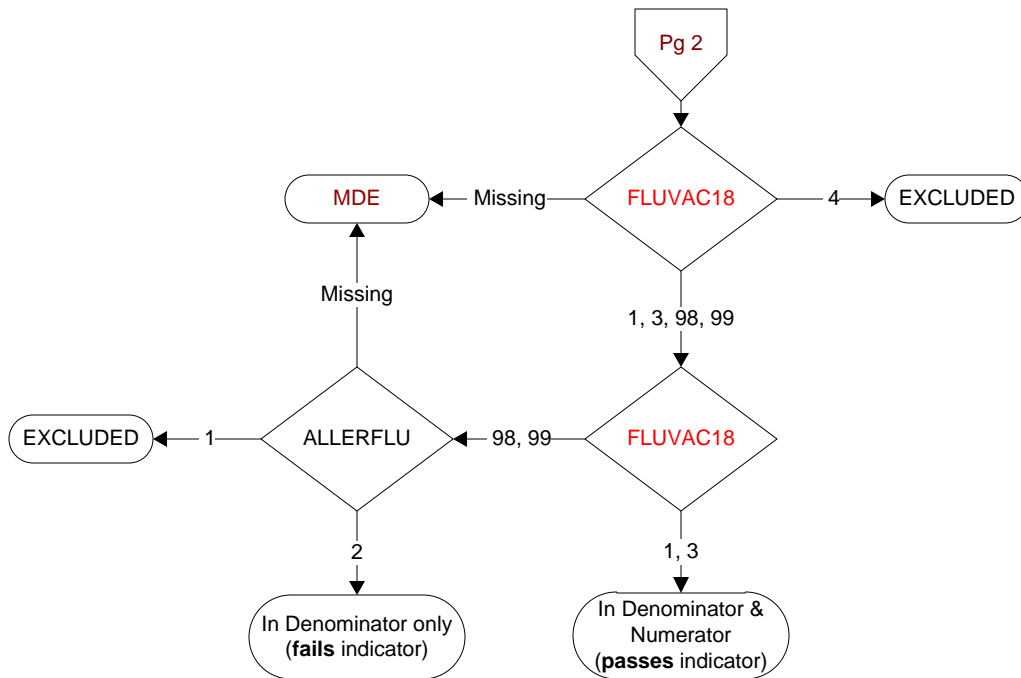 Pg 2
MDE
Missing
FLUVAC18
4
EXCLUDED
Missing
1, 3, 98, 99
EXCLUDED
1
ALLERFLU
98, 99
FLUVAC18
2
1, 3
In Denominator only
(fails indicator)
In Denominator &
Numerator
(passes indicator)